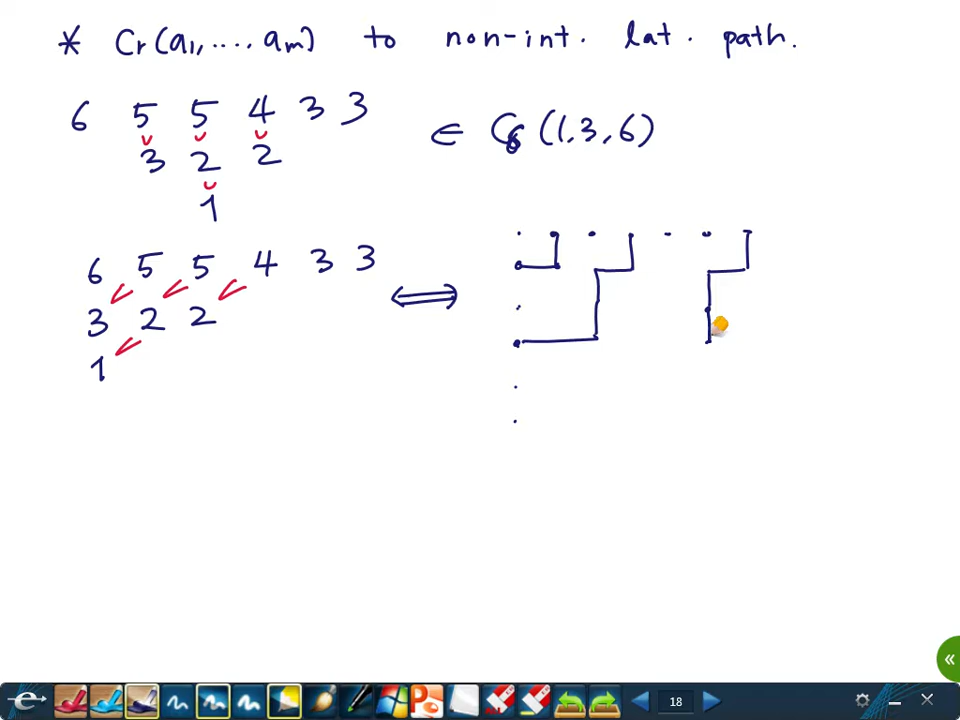 * Cr(a1,.... am) to non-int. lat. path.
6 5 5 4 3 3
3 2 2
1
∈ C6 (1,3,6)
6 5 5 4 3 3
3 2 2
1
⇔
18